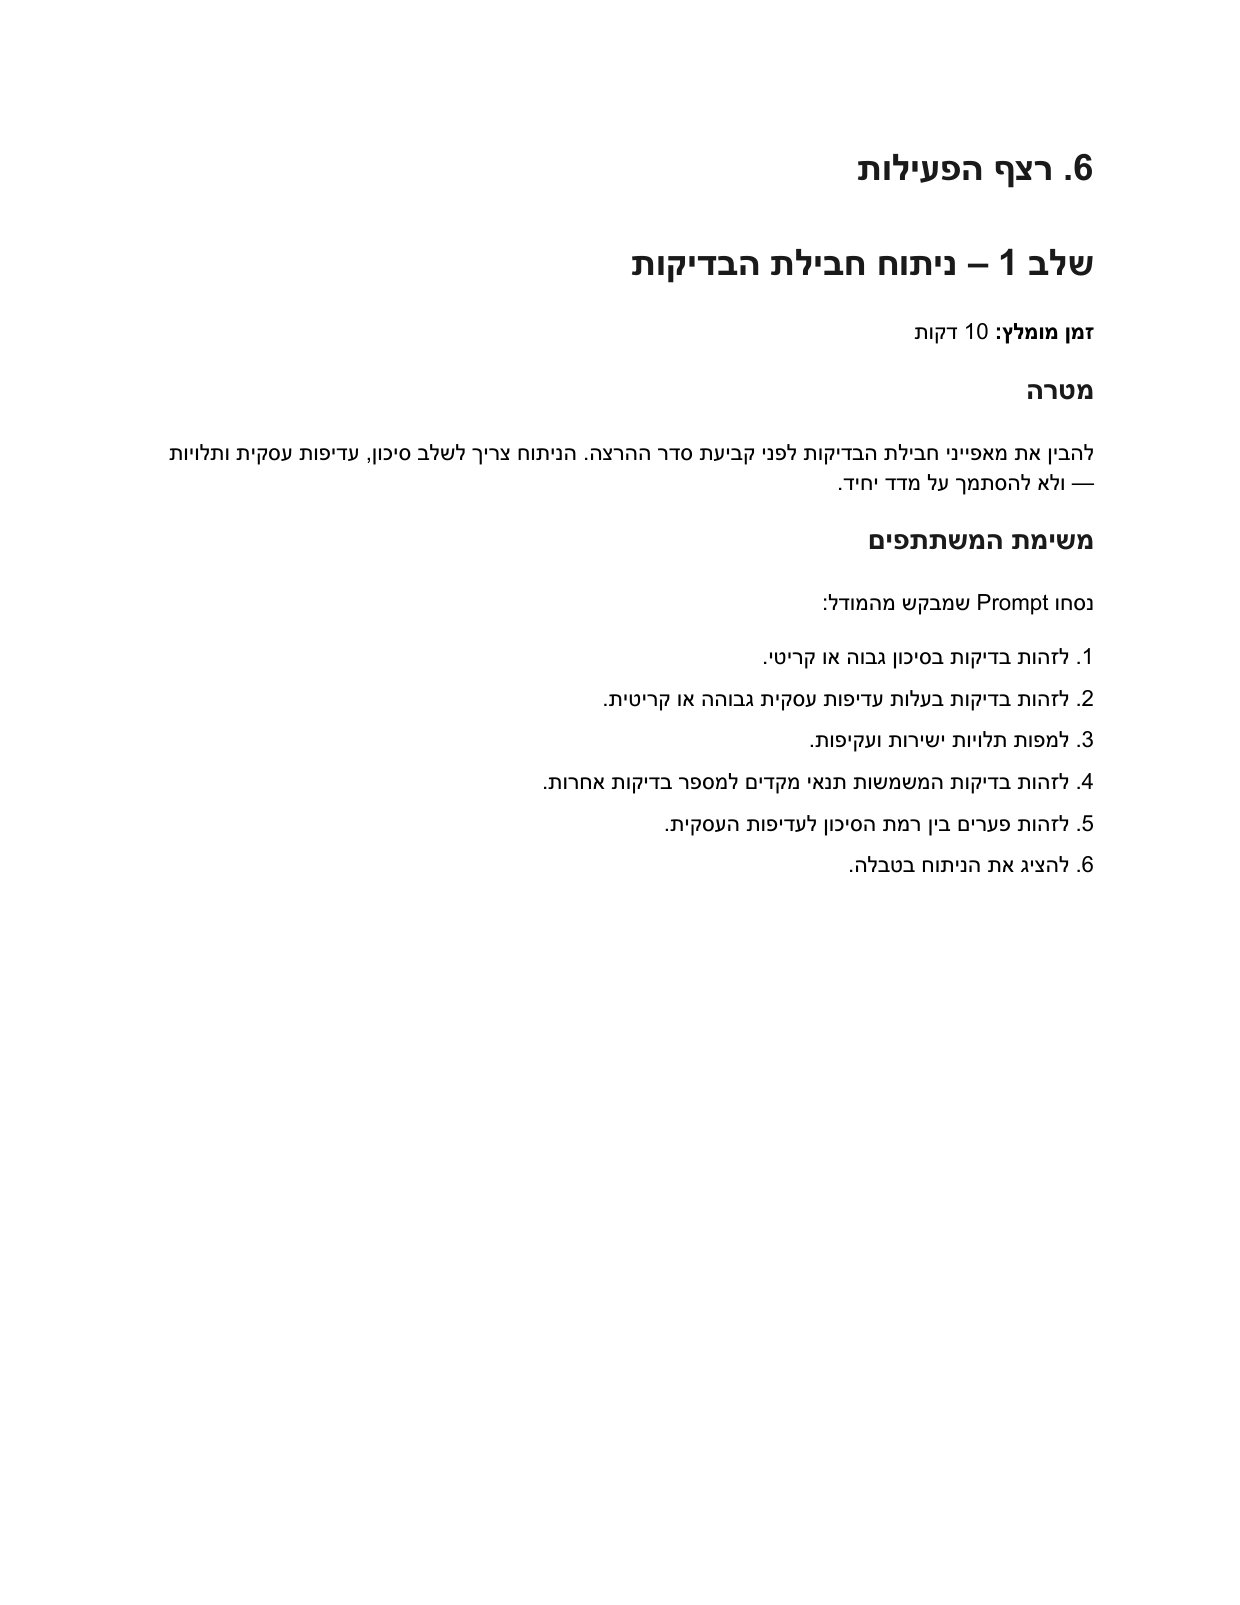 6. רצף הפעילות
שלב 1 – ניתוח חבילת הבדיקות
זמן מומלץ: 10 דקות
מטרה
להבין את מאפייני חבילת הבדיקות לפני קביעת סדר ההרצה. הניתוח צריך לשלב סיכון, עדיפות עסקית ותלויות
— ולא להסתמך על מדד יחיד.
משימת המשתתפים
נסחו Prompt שמבקש מהמודל:
1. לזהות בדיקות בסיכון גבוה או קריטי.
2. לזהות בדיקות בעלות עדיפות עסקית גבוהה או קריטית.
3. למפות תלויות ישירות ועקיפות.
4. לזהות בדיקות המשמשות תנאי מקדים למספר בדיקות אחרות.
5. לזהות פערים בין רמת הסיכון לעדיפות העסקית.
6. להציג את הניתוח בטבלה.